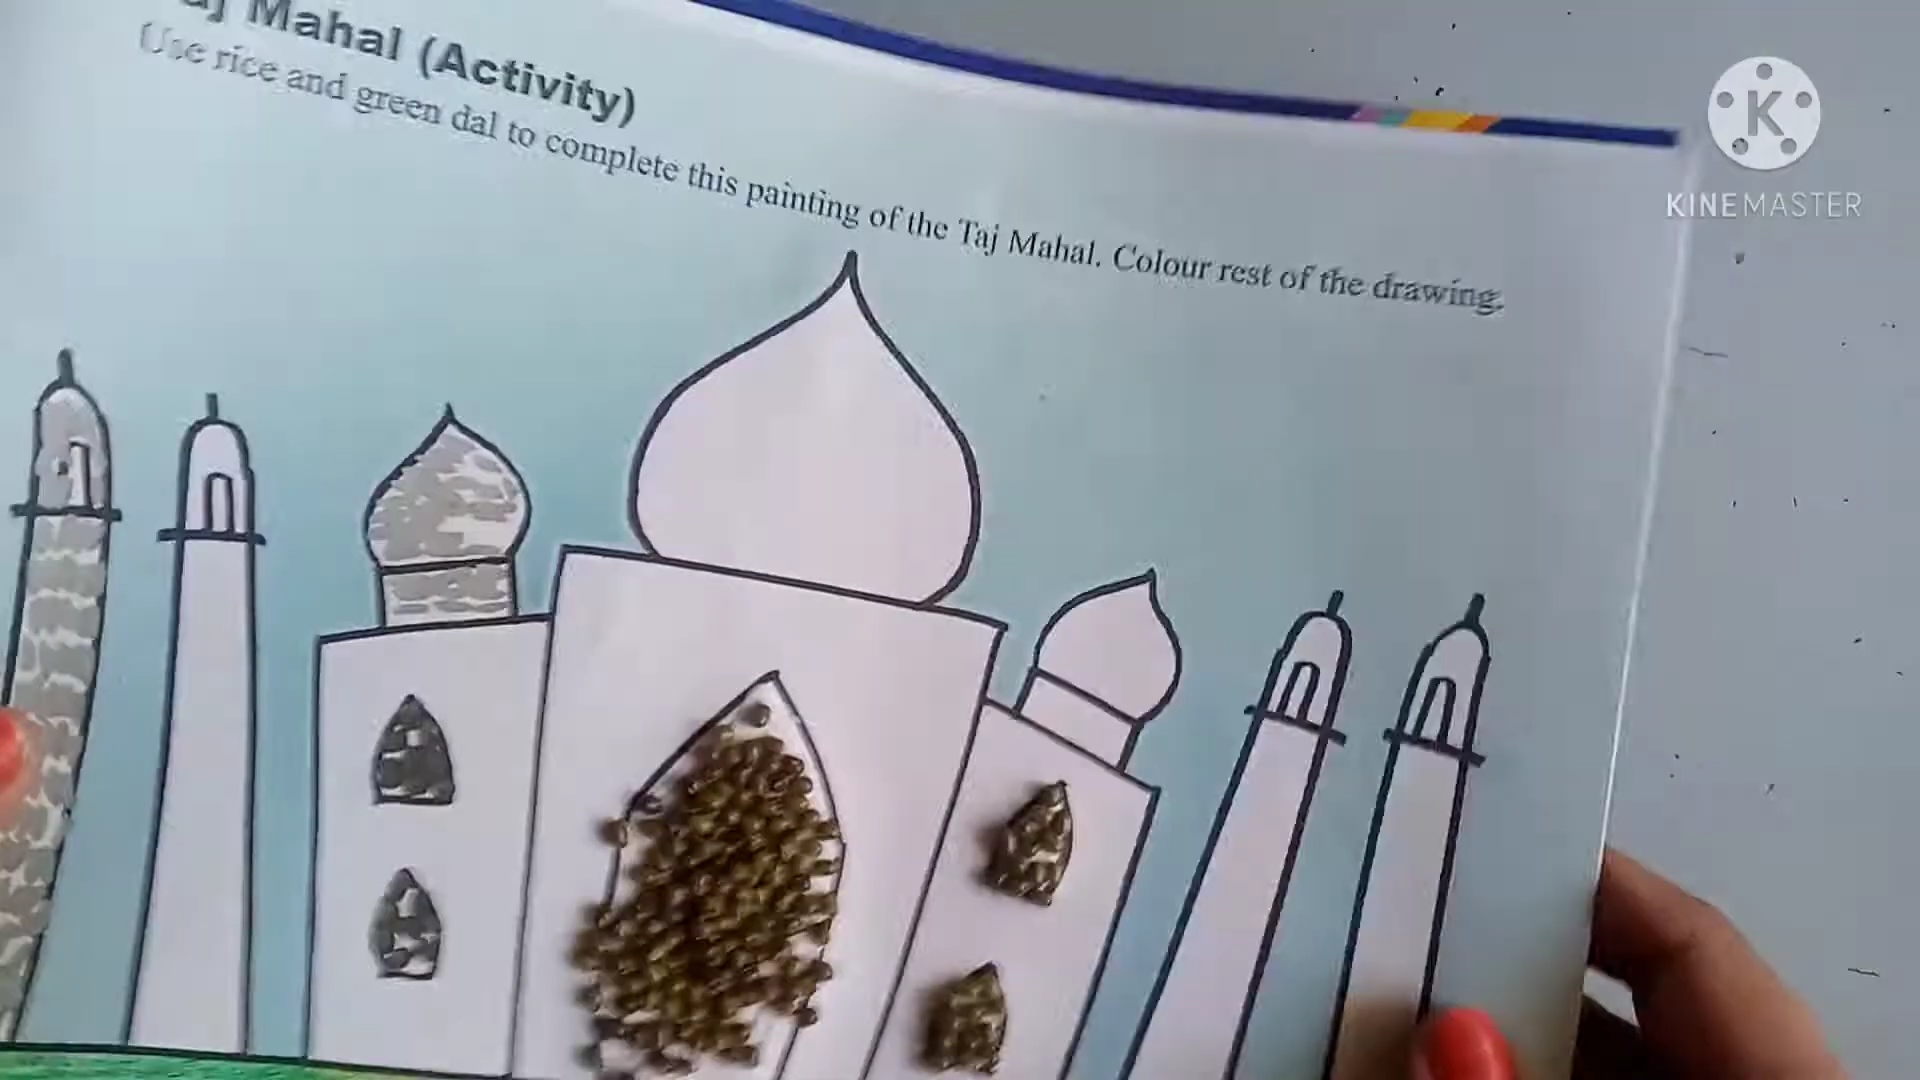 Taj Mahal (Activity)
Use rice and green dal to complete this painting of the Taj Mahal. Colour rest of the drawing.
K
KINEMASTER